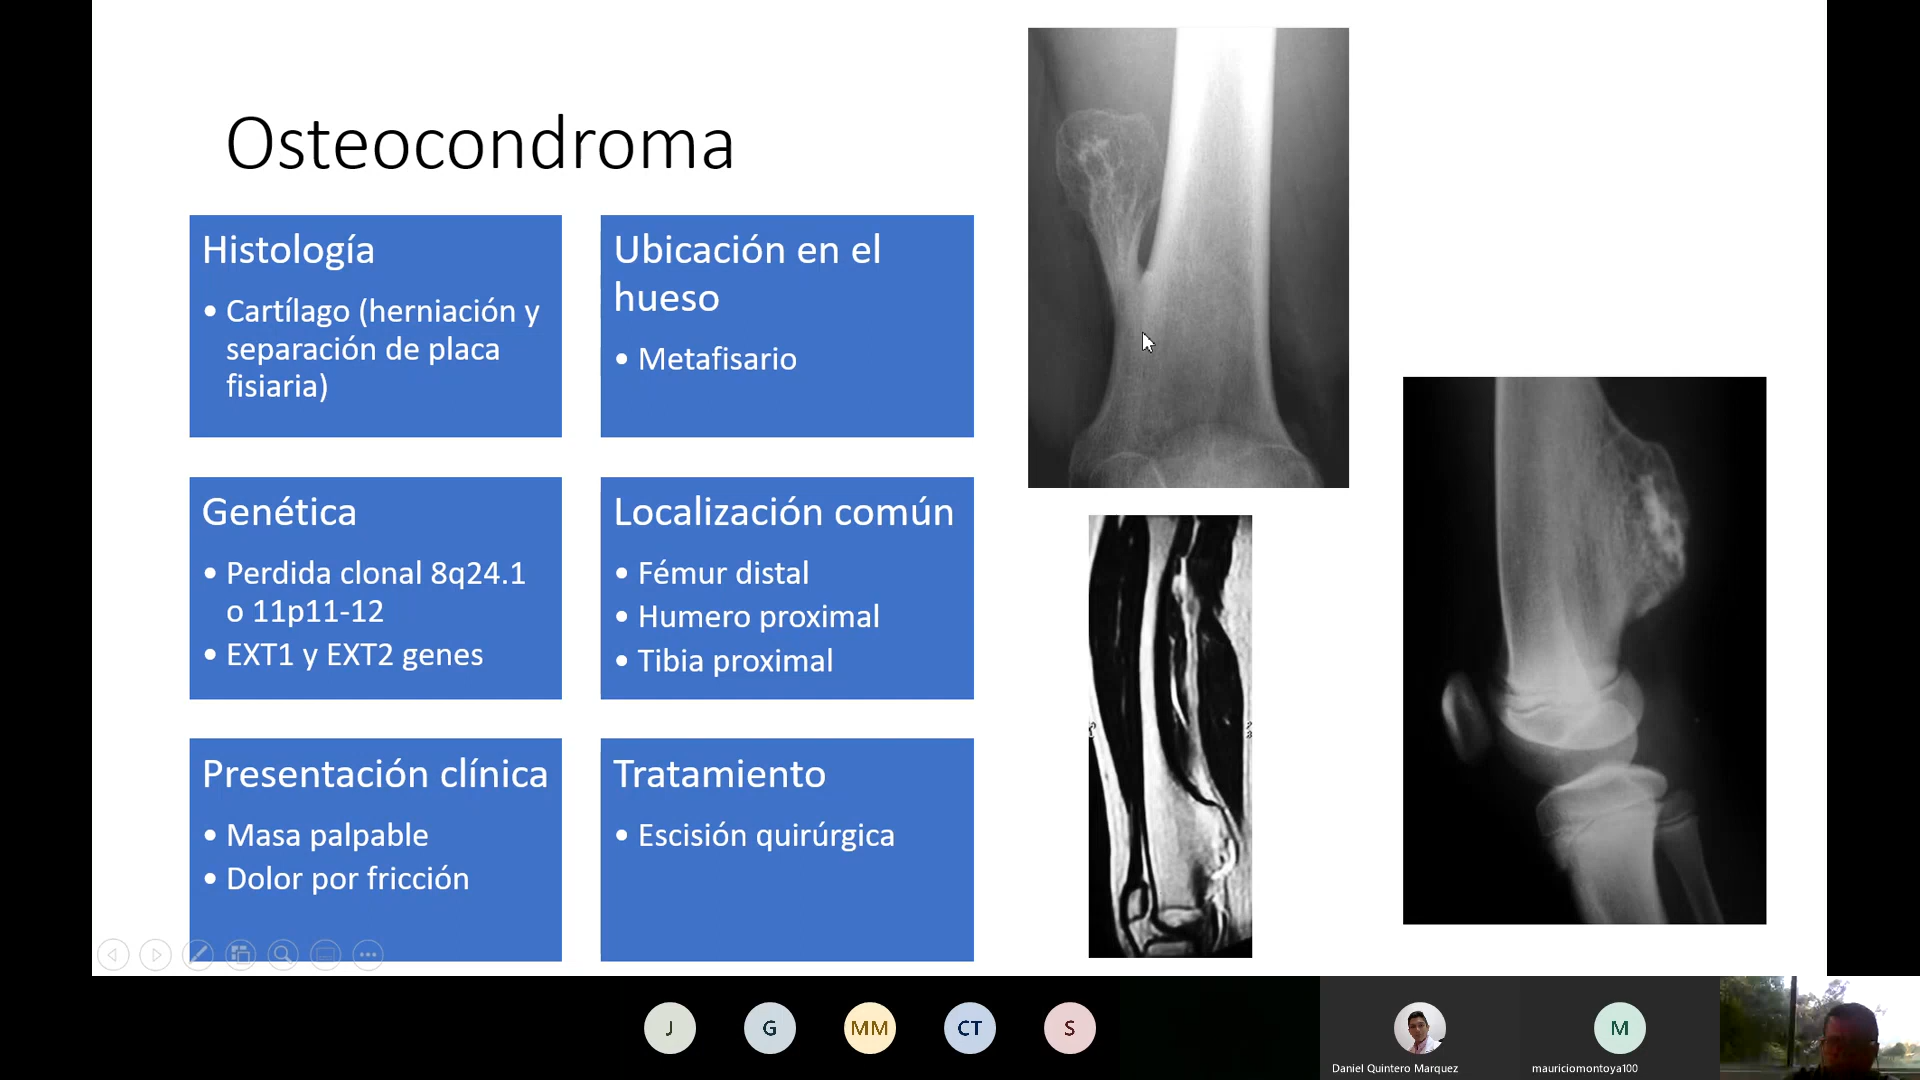 Osteocondroma
Histología
• Cartílago (herniación y
separación de placa
fisiaria)
Ubicación en el
hueso
• Metafisario
Genética
• Perdida clonal 8q24.1
o 11p11-12
• EXT1 y EXT2 genes
Localización común
• Fémur distal
• Humero proximal
• Tibia proximal
Presentación clínica
• Masa palpable
• Dolor por fricción
Tratamiento
• Escisión quirúrgica
J
G
MM
CT
S
M
Daniel Quintero Marquez
mauriciomontoya100